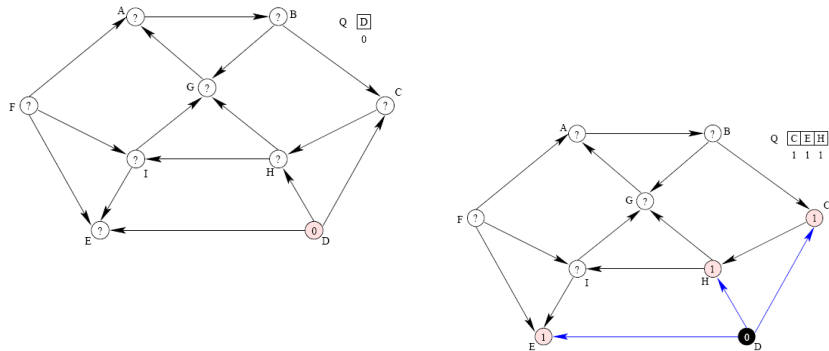 A ? ? B Q D
0
G ? C
F ? ?
? I ? H
E ? 0 D
A ? ? B Q C E H
1 1 1
G ? C
F ? 1
? I 1 H
E 1 0 D